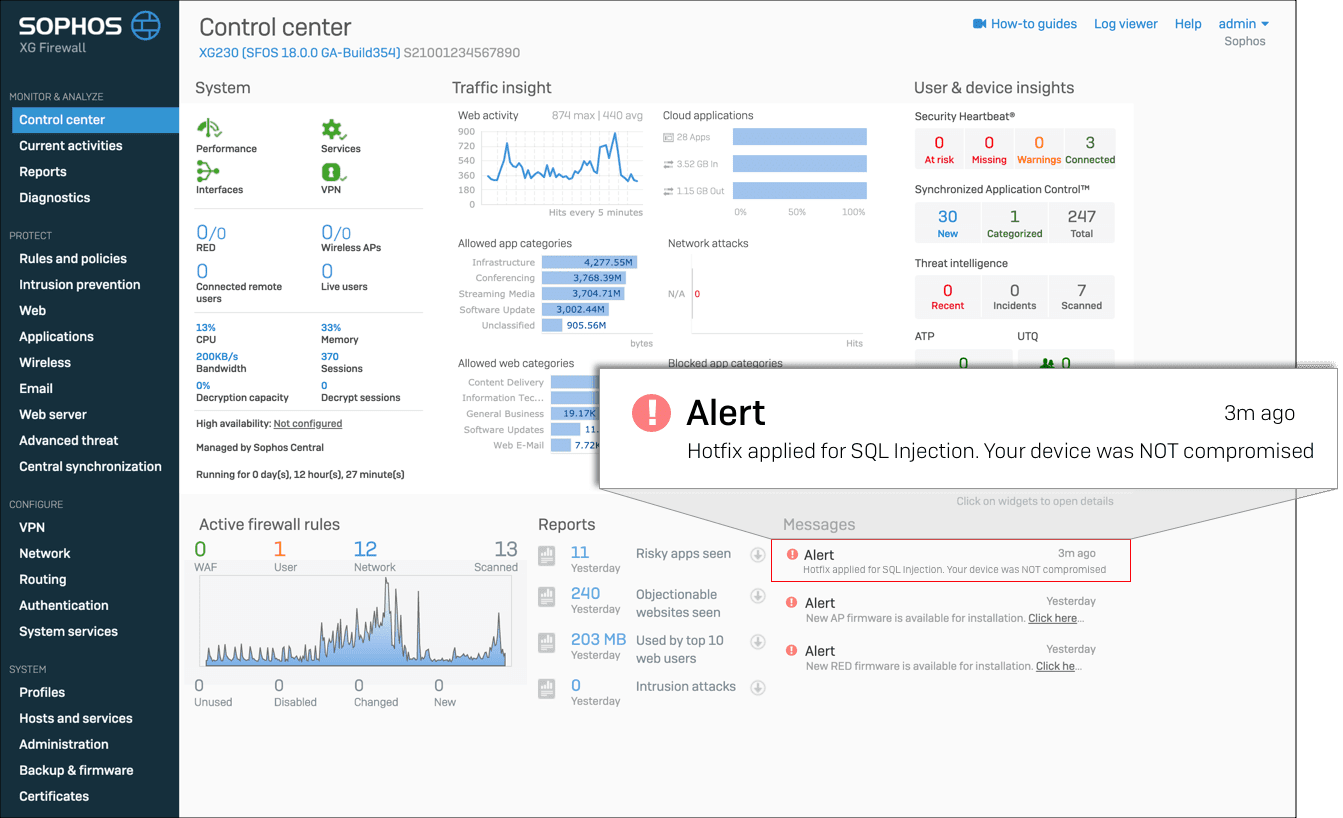 SOPHOS
XG Firewall
MONITOR & ANALYZE
Control center
Current activities
Reports
Diagnostics
PROTECT
Rules and policies
Intrusion prevention
Web
Applications
Wireless
Email
Web server
Advanced threat
Central synchronization
CONFIGURE
VPN
Network
Routing
Authentication
System services
SYSTEM
Profiles
Hosts and services
Administration
Backup & firmware
Certificates
Control center
XG230 (SFOS 18.0.0 GA-Build354) S21001234567890
How-to guides Log viewer Help admin
Sophos
System
Performance Services
Interfaces VPN
0/0 0/0
RED Wireless APs
0 0
Connected remote Live users
users
13% 33%
CPU Memory
200KB/s 370
Bandwidth Sessions
0% 0
Decryption capacity Decrypt sessions
High availability: Not configured
Managed by Sophos Central
Running for 0 day(s), 12 hour(s), 27 minute(s)
Traffic insight
Web activity 874 max | 440 avg
900
720
540
360
180
0
Hits every 5 minutes
Cloud applications
28 Apps
3.52 GB In
1.15 GB Out
0% 50% 100%
Allowed app categories
Infrastructure 4,277.55M
Conferencing 3,768.39M
Streaming Media 3,704.71M
Software Update 3,002.44M
Unclassified 905.56M
bytes
Network attacks
N/A 0
Hits
Allowed web categories
Content Delivery
Information Tec...
General Business 19.17K
Software Updates 11.
Web E-Mail 7.72K
Blocked app categories
User & device insights
Security Heartbeat®
0 0 0 3
At risk Missing Warnings Connected
Synchronized Application Control™
30 1 247
New Categorized Total
Threat intelligence
0 0 7
Recent Incidents Scanned
ATP UTQ
0 0
Alert 3m ago
Hotfix applied for SQL Injection. Your device was NOT compromised
Click on widgets to open details
Active firewall rules
0 1 12 13
WAF User Network Scanned
0 0 0 0
Unused Disabled Changed New
Reports
11 Risky apps seen
Yesterday
240 Objectionable
Yesterday websites seen
203 MB Used by top 10
Yesterday web users
0 Intrusion attacks
Yesterday
Messages
Alert 3m ago
Hotfix applied for SQL Injection. Your device was NOT compromised
Alert Yesterday
New AP firmware is available for installation. Click here...
Alert Yesterday
New RED firmware is available for installation. Click he...